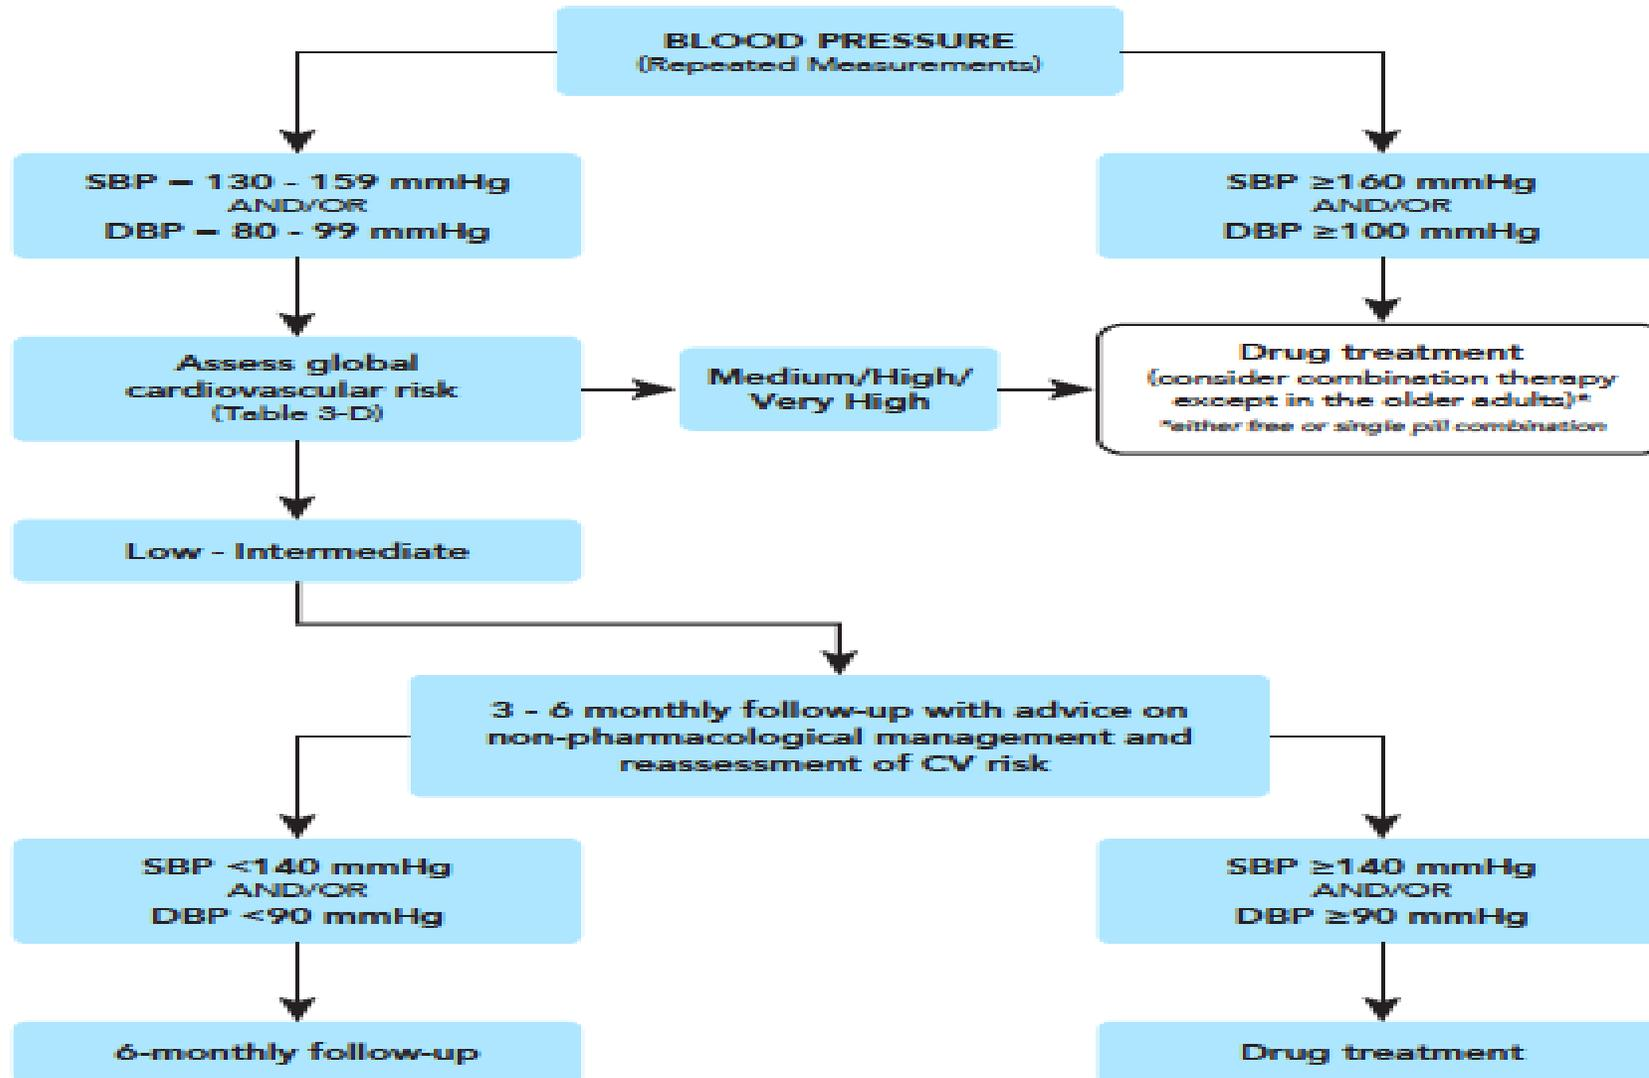 BLOOD PRESSURE
(Repeated Measurements)
SBP = 130 - 159 mmHg
AND/OR
DBP = 80 - 99 mmHg
SBP ≥160 mmHg
AND/OR
DBP ≥100 mmHg
Assess global
cardiovascular risk
(Table 3-D)
Medium/High/
Very High
Drug treatment
(consider combination therapy
except in the older adults)*
*either free or single pill combination
Low - Intermediate
3 - 6 monthly follow-up with advice on
non-pharmacological management and
reassessment of CV risk
SBP <140 mmHg
AND/OR
DBP <90 mmHg
SBP ≥140 mmHg
AND/OR
DBP ≥90 mmHg
6-monthly follow-up
Drug treatment